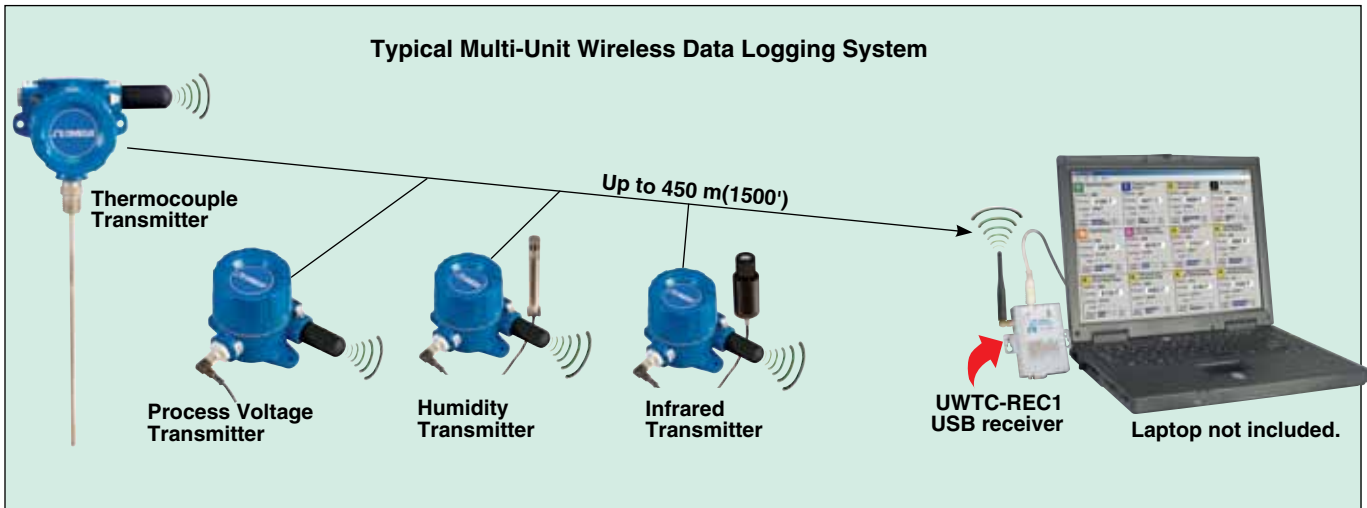 Typical Multi-Unit Wireless Data Logging System
OMEGA
Thermocouple
Transmitter
Up to 450 m(1500')
Process Voltage
Transmitter
Humidity
Transmitter
Infrared
Transmitter
UWTC-REC1
USB receiver
Laptop not included.